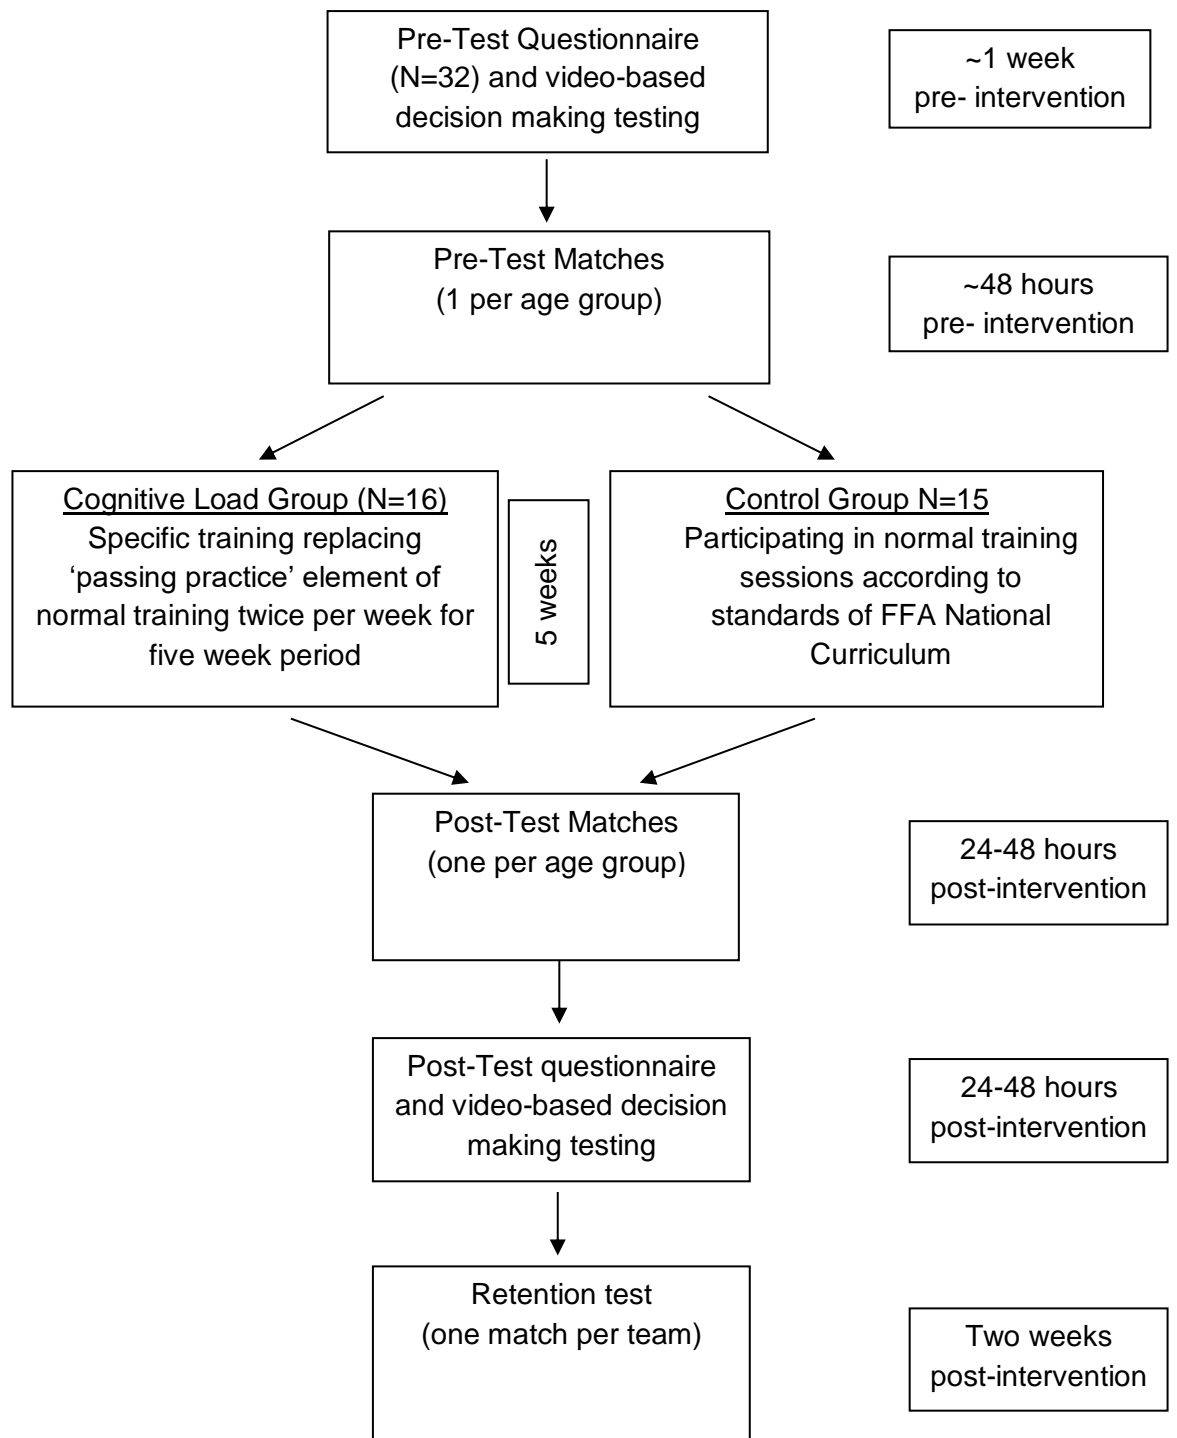 Pre-Test Questionnaire
(N=32) and video-based
decision making testing
~1 week
pre- intervention
Pre-Test Matches
(1 per age group)
~48 hours
pre- intervention
Cognitive Load Group (N=16)
Specific training replacing
‘passing practice’ element of
normal training twice per week for
five week period
5 weeks
Control Group N=15
Participating in normal training
sessions according to
standards of FFA National
Curriculum
Post-Test Matches
(one per age group)
24-48 hours
post-intervention
Post-Test questionnaire
and video-based decision
making testing
24-48 hours
post-intervention
Retention test
(one match per team)
Two weeks
post-intervention